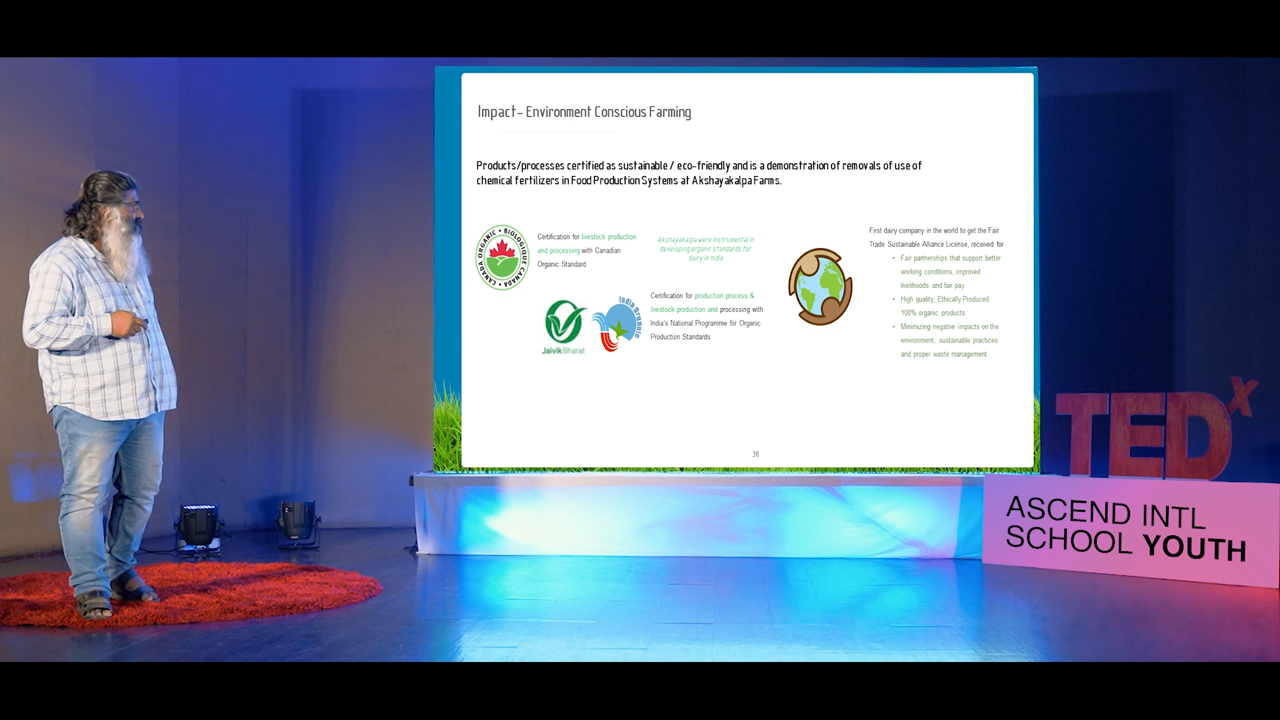 Impact- Environment Conscious Farming
Products/processes certified as sustainable / eco-friendly and is a demonstration of removals of use of
chemical fertilizers in Food Production Systems at Akshayakalpa Farms.
CANADA ORGANIC • BIOLOGIQUE CANADA
Certification for livestock production
and processing with Canadian
Organic Standard
Akshayakalpa were instrumental in
developing organic standards for
dairy in India
Jaivik Bharat
India Organic
Certification for production process &
livestock production and processing with
India's National Programme for Organic
Production Standards
First dairy company in the world to get the Fair
Trade Sustainable Alliance License, received for
• Fair partnerships that support better
working conditions, improved
livelihoods and fair pay
• High quality, Ethically Produced
100% organic products
• Minimizing negative impacts on the
environment, sustainable practices
and proper waste management.
38
TEDx
ASCEND INTL
SCHOOL YOUTH